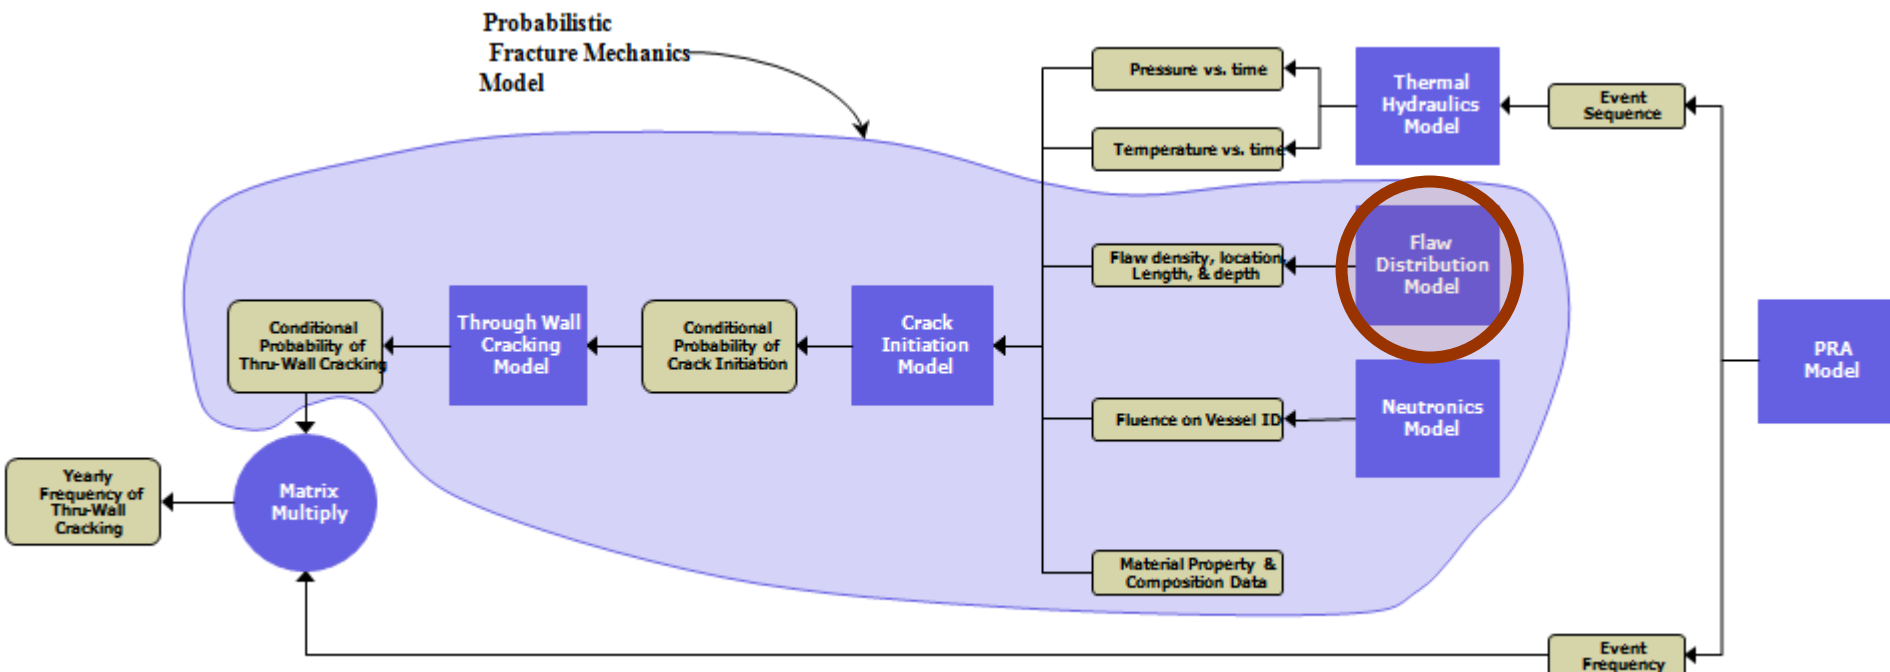 Probabilistic
Fracture Mechanics
Model
Pressure vs. time
Thermal
Hydraulics
Model
Event
Sequence
Temperature vs. time
Flaw density, location,
Length, & depth
Flaw
Distribution
Model
Conditional
Probability of
Thru-Wall Cracking
Through Wall
Cracking
Model
Conditional
Probability of
Crack Initiation
Crack
Initiation
Model
PRA
Model
Fluence on Vessel ID
Neutronics
Model
Yearly
Frequency of
Thru-Wall
Cracking
Matrix
Multiply
Material Property &
Composition Data
Event
Frequency